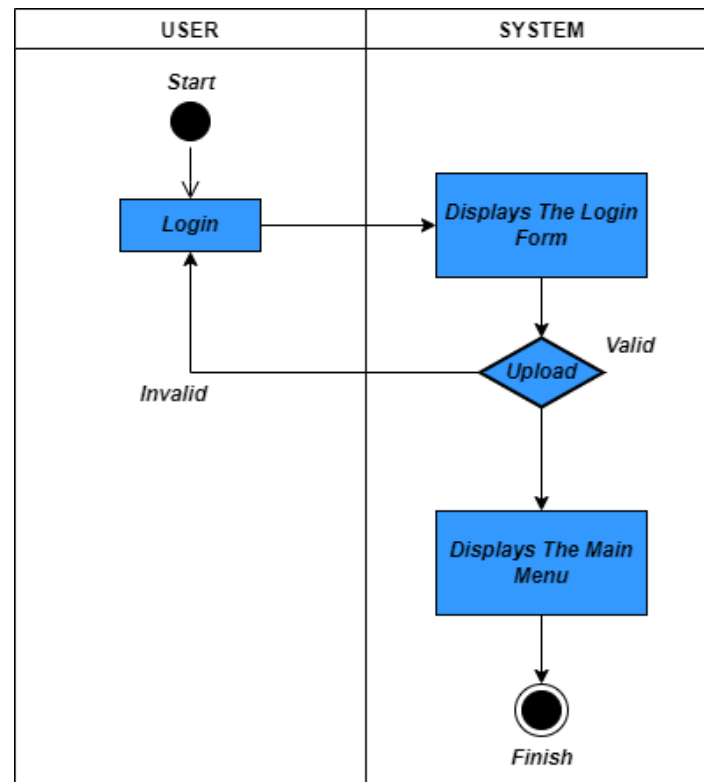 USER
SYSTEM
Start
Login
Displays The Login
Form
Valid
Upload
Invalid
Displays The Main
Menu
Finish